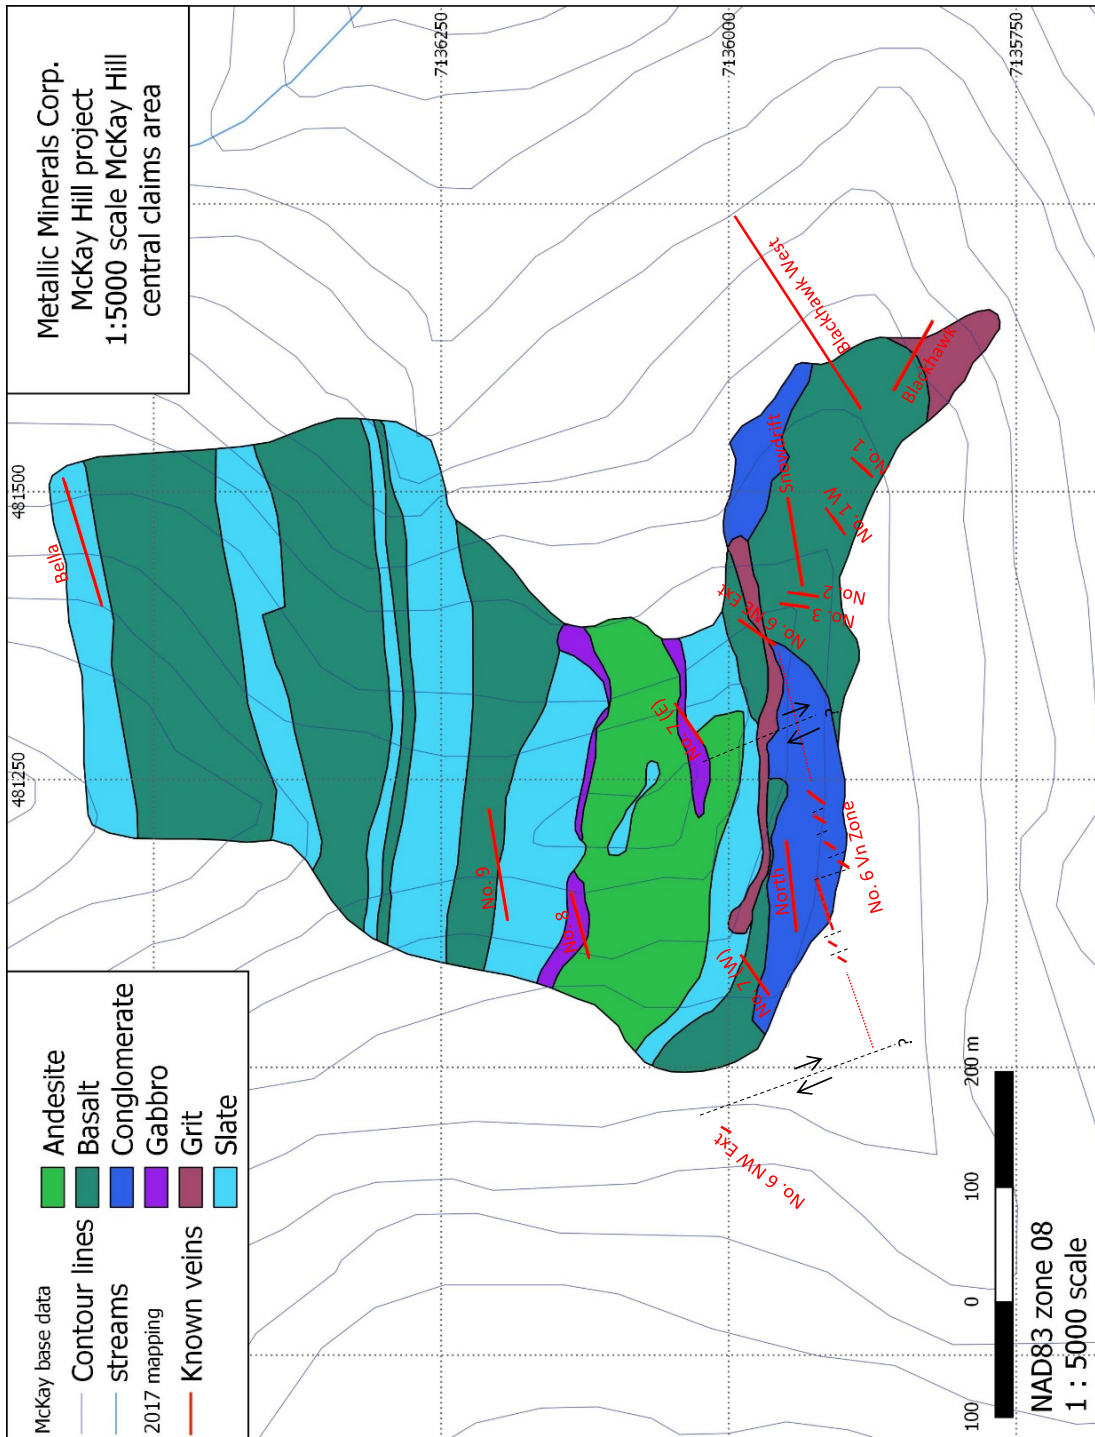 Metallic Minerals Corp.
McKay Hill project
1:5000 scale McKay Hill
central claims area
McKay base data
Contour lines
streams
2017 mapping
Known veins
Andesite
Basalt
Conglomerate
Gabbro
Grit
Slate
481250
481500
7136250
7136000
7135750
Bella
No. 9
No. 8
No. 7 (E)
No. 7 (W)
North
No. 6 Vn Zone
No. 6 NE Ext
No. 6 NW Ext
No. 3
No. 2
Snowdrift
No. 1 W
No. 1
Blackhawk West
Blackhawk
?
?
100
0
100
200 m
NAD83 zone 08
1 : 5000 scale